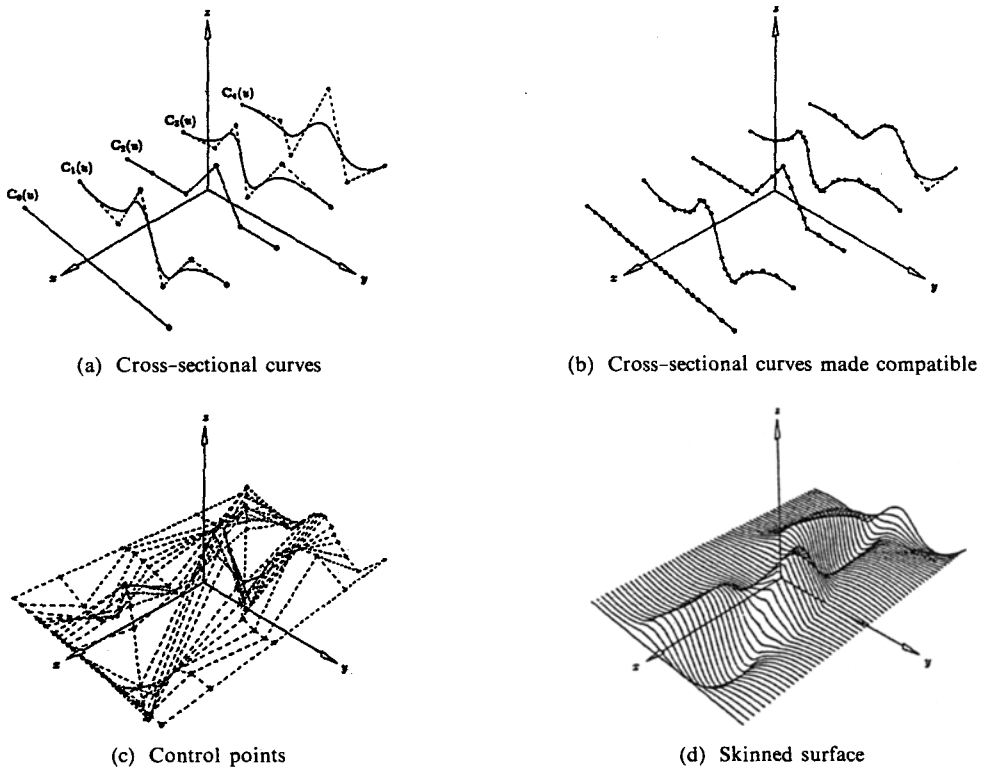 z
C₄(u)
C₃(u)
C₂(u)
C₁(u)
C₀(u)
x
y
(a) Cross-sectional curves
z
x
y
(b) Cross-sectional curves made compatible
z
x
y
(c) Control points
z
x
y
(d) Skinned surface